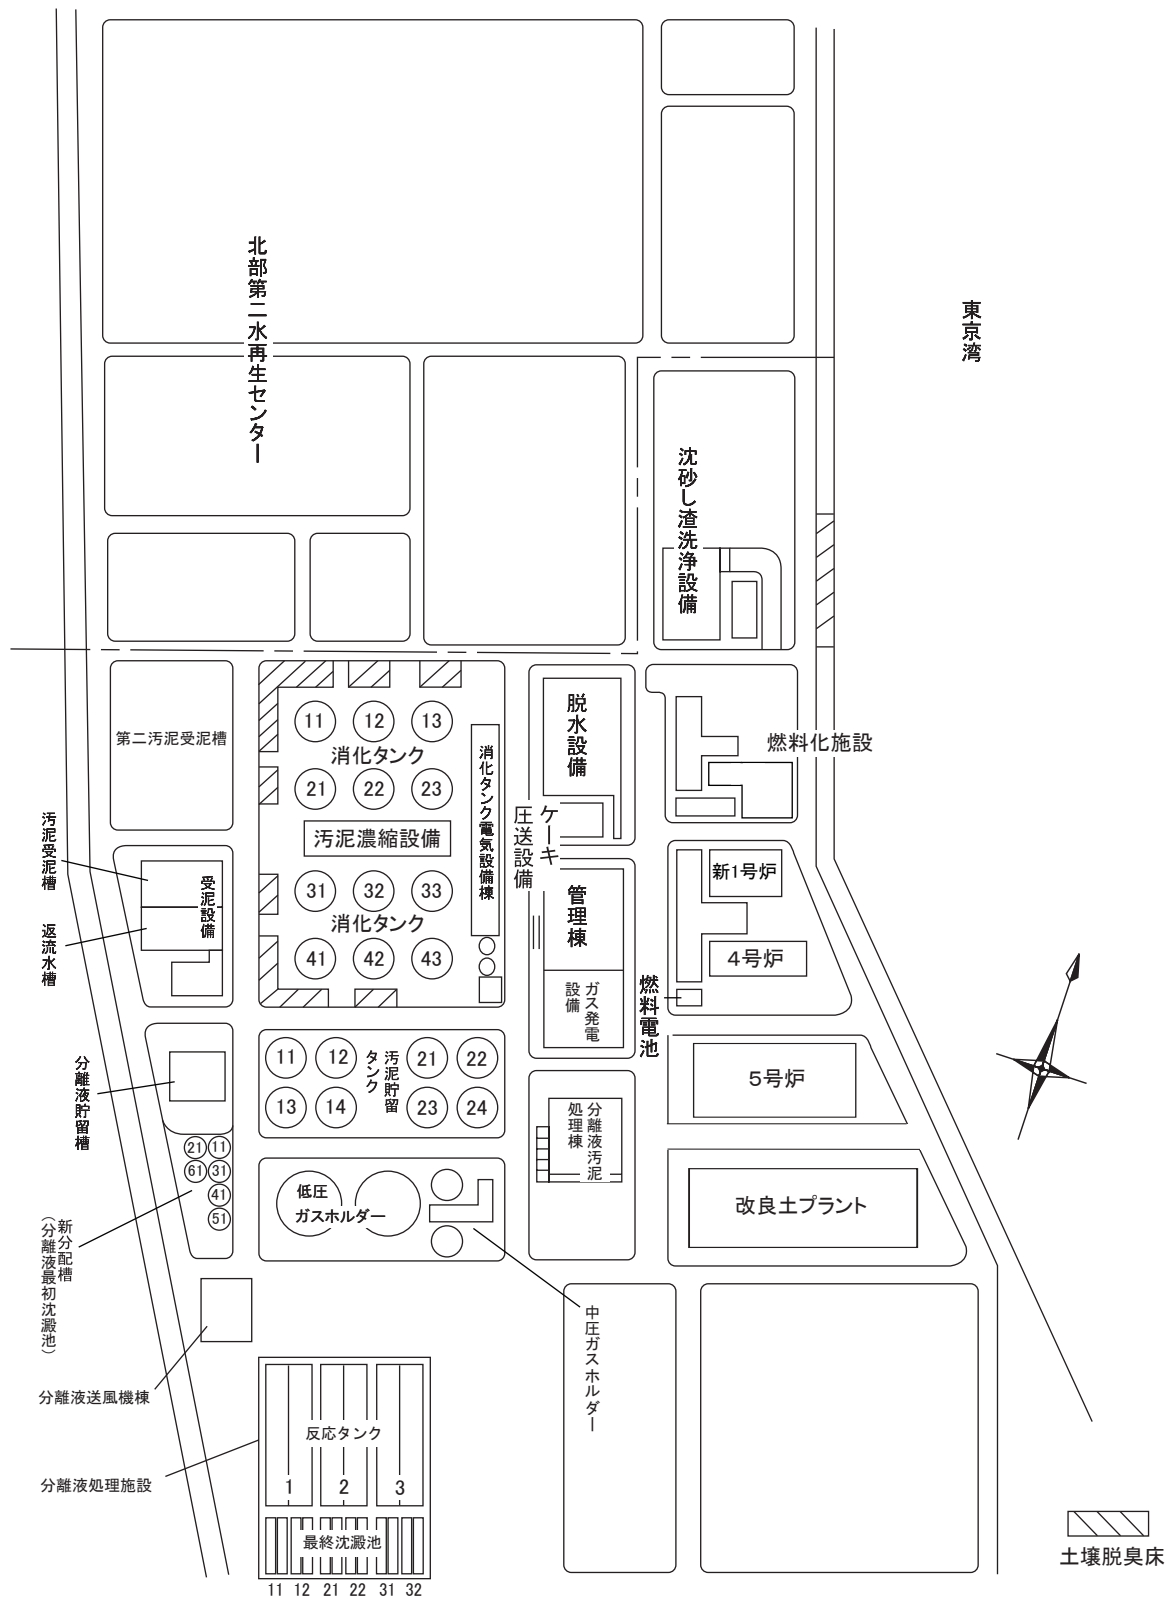 北部第二水再生センター
東京湾
沈砂し渣洗浄設備
第二汚泥受泥槽
11
12
13
消化タンク
21
22
23
汚泥濃縮設備
31
32
33
消化タンク
41
42
43
消化タンク電気設備棟
脱水設備
ケーキ
圧送設備
管理棟
ガス発電
設備
燃料化施設
新1号炉
4号炉
燃料電池
5号炉
改良土プラント
汚泥受泥槽
受泥設備
返流水槽
分離液貯留槽
11
12
13
14
汚泥貯留
タンク
21
22
23
24
分離液汚泥
処理棟
21
11
61
31
41
51
新分配槽
（分離液最初沈澱池）
低圧
ガスホルダー
中圧ガスホルダー
分離液送風機棟
分離液処理施設
反応タンク
1
2
3
最終沈澱池
11
12
21
22
31
32
土壌脱臭床